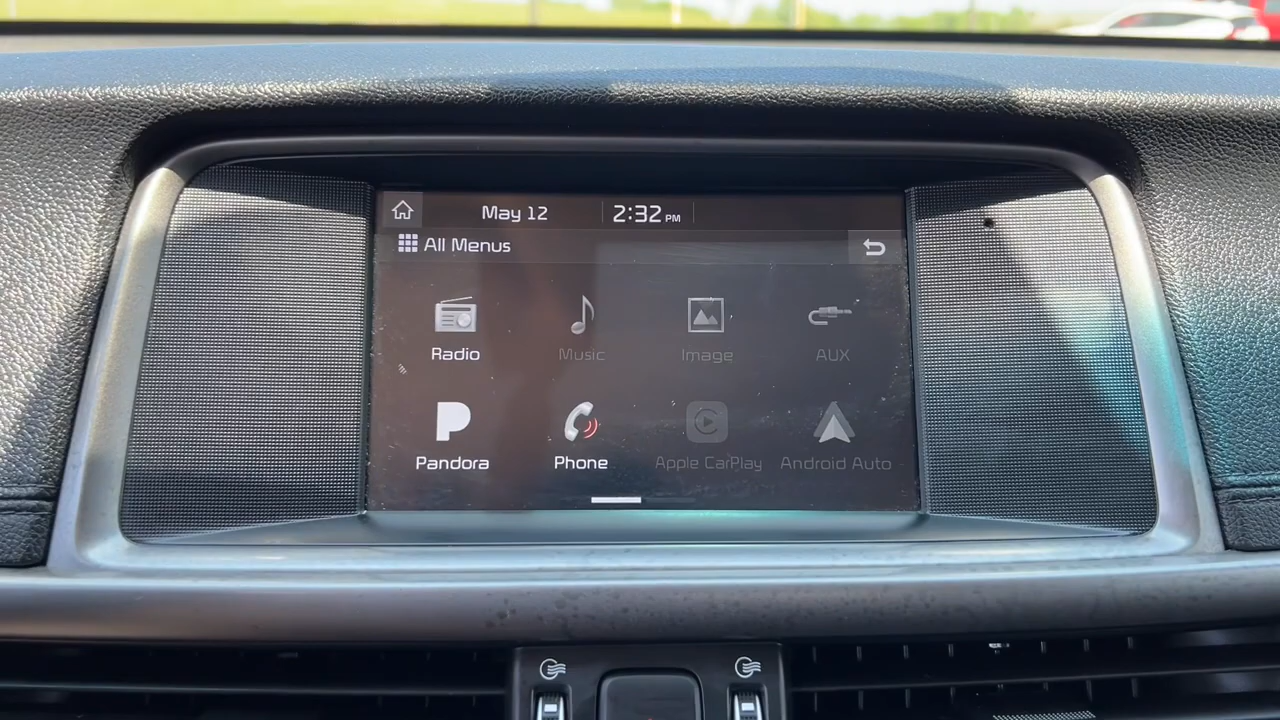 May 12 2:32 PM
All Menus
Radio Music Image AUX
Pandora Phone Apple CarPlay Android Auto